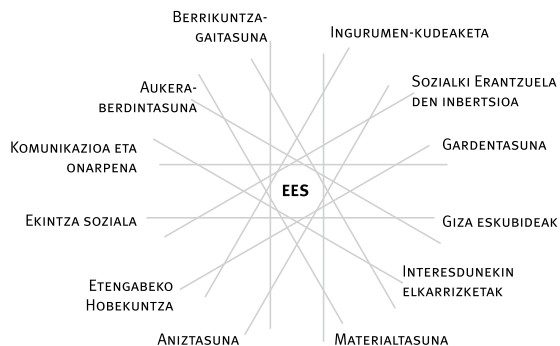 Berrikuntza-
gaitasuna
Ingurumen-kudeaketa
Aukera-
berdintasuna
Sozialki Erantzuela
den inbertsioa
Komunikazioa eta
onarpena
Gardentasuna
EES
Ekintza soziala
Giza eskubideak
Etengabeko
Hobekuntza
Interesdunekin
elkarrizketak
Aniztasuna
Materialtasuna